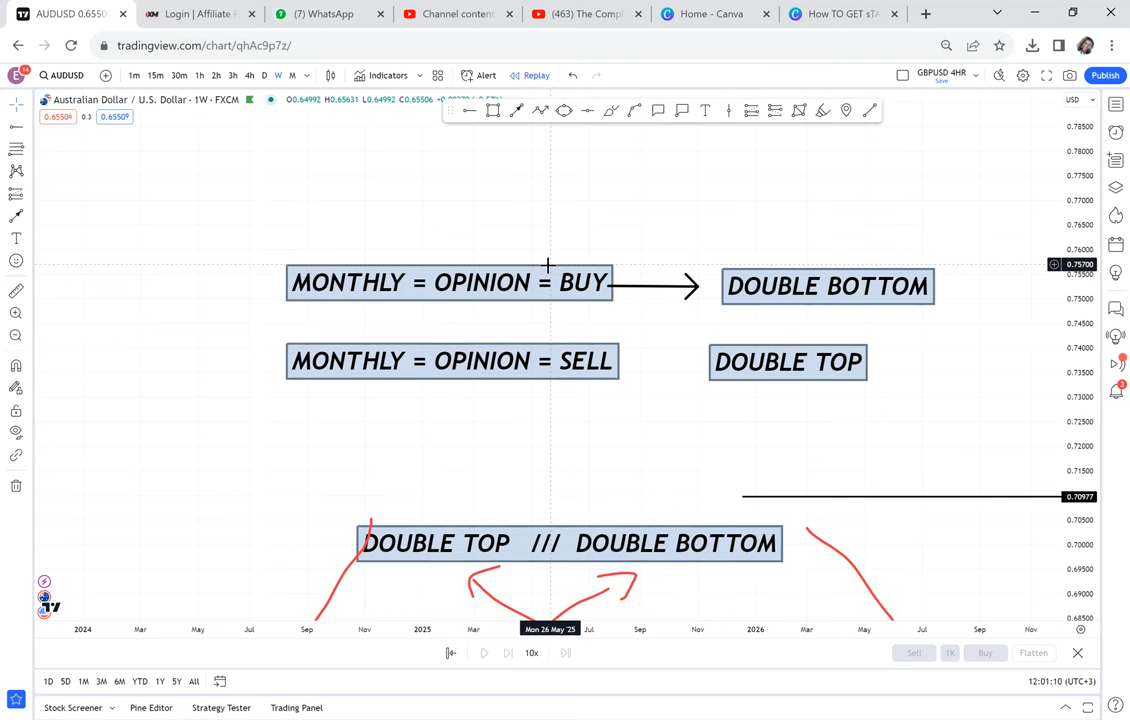 AUDUSD 0.6550
Login | Affiliate P
(7) WhatsApp
Channel content
(463) The Compl
Home - Canva
How TO GET sTA
tradingview.com/chart/qhAc9p7z/
E 14
AUDUSD
1m 15m 30m 1h 2h 3h 4h D W M
Indicators
Alert
Replay
GBPUSD 4HR
Save
Publish
Australian Dollar / U.S. Dollar · 1W · FXCM
O0.64992 H0.65631 L0.64992 C0.65506
USD
0.65506 0.3 0.65509
0.78500
0.78000
0.77500
0.77000
0.76500
0.76000
0.75700
0.75500
0.75000
0.74500
0.74000
0.73500
0.73000
0.72500
0.72000
0.71500
0.70977
0.70500
0.70000
0.69500
0.69000
0.68500
MONTHLY = OPINION = BUY
DOUBLE BOTTOM
MONTHLY = OPINION = SELL
DOUBLE TOP
DOUBLE TOP /// DOUBLE BOTTOM
2024 Mar May Jul Sep Nov 2025 Mar Mon 26 May '25 Jul Sep Nov 2026 Mar May Jul Sep Nov
10x
Sell 1K Buy Flatten
1D 5D 1M 3M 6M YTD 1Y 5Y All
12:01:10 (UTC+3)
Stock Screener Pine Editor Strategy Tester Trading Panel
3